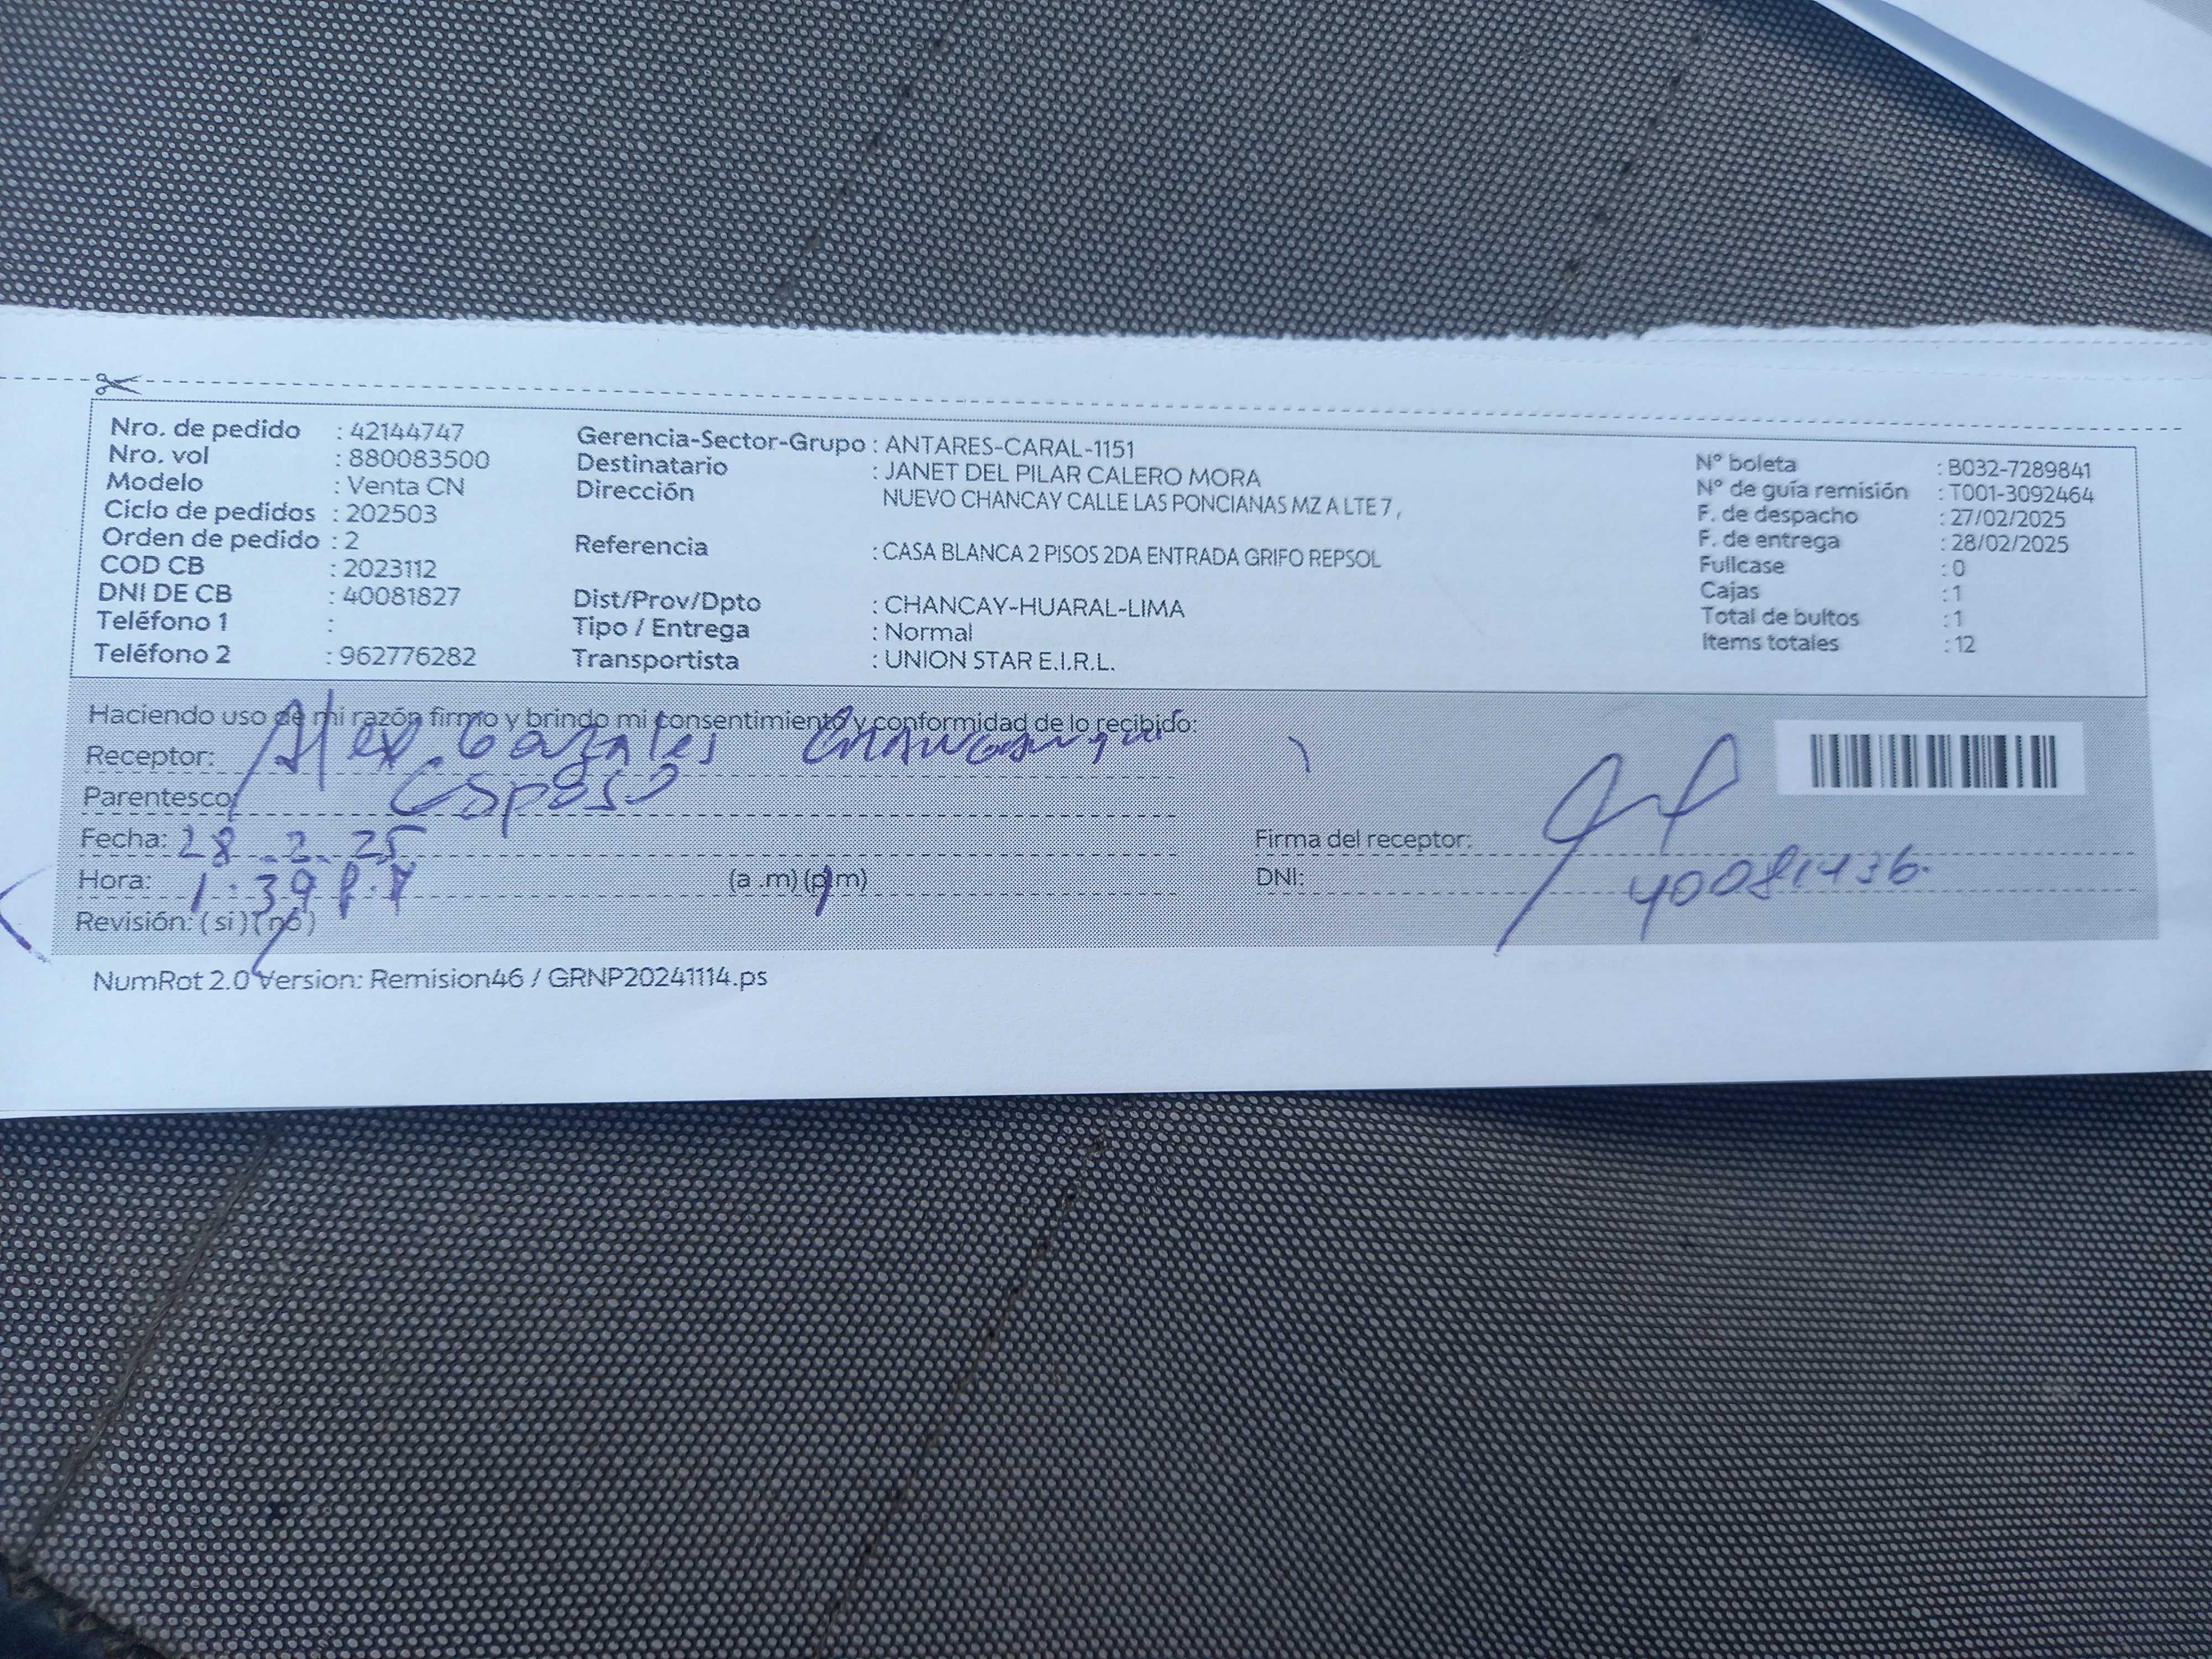 Nro. de pedido : 42144747
Nro. vol : 880083500
Modelo : Venta CN
Ciclo de pedidos : 202503
Orden de pedido : 2
COD CB : 2023112
DNI DE CB : 40081827
Teléfono 1 :
Teléfono 2 : 962776282
Gerencia-Sector-Grupo : ANTARES-CARAL-1151
Destinatario : JANET DEL PILAR CALERO MORA
Dirección NUEVO CHANCAY CALLE LAS PONCIANAS MZ A LTE 7 ,
Referencia : CASA BLANCA 2 PISOS 2DA ENTRADA GRIFO REPSOL
Dist/Prov/Dpto : CHANCAY-HUARAL-LIMA
Tipo / Entrega : Normal
Transportista : UNION STAR E.I.R.L.
N° boleta : B032-7289841
N° de guía remisión : T001-3092464
F. de despacho : 27/02/2025
F. de entrega : 28/02/2025
Fullcase : 0
Cajas : 1
Total de bultos : 1
Items totales : 12
Haciendo uso de mi razón firmo y brindo mi consentimiento y conformidad de lo recibido:
Receptor: Alex
Parentesco: Esposo
Fecha: 28-2-25
Hora: 1:39 (a .m) (p.m)
Revisión: ( si ) ( no )
Firma del receptor:
DNI: 40081436
NumRot 2.0 Version: Remision46 / GRNP20241114.ps